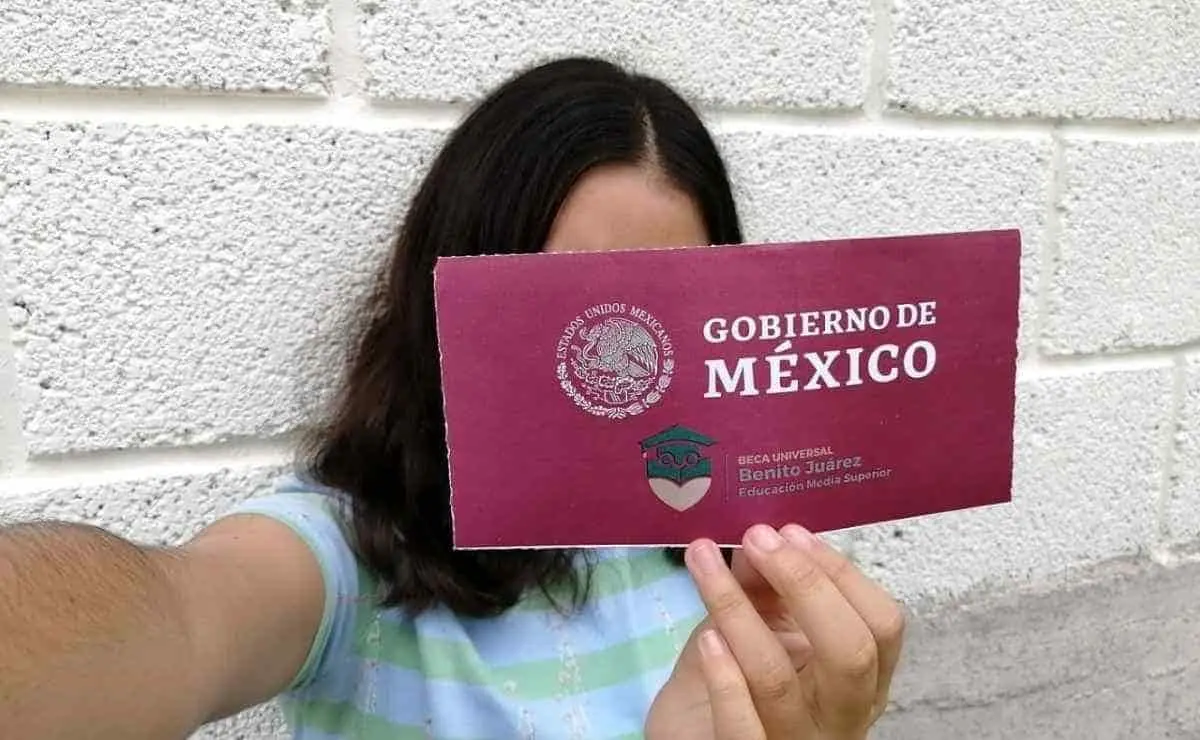 ESTADOS UNIDOS MEXICANOS
GOBIERNO DE
MÉXICO
BECA UNIVERSAL
Benito Juárez
Educación Media Superior